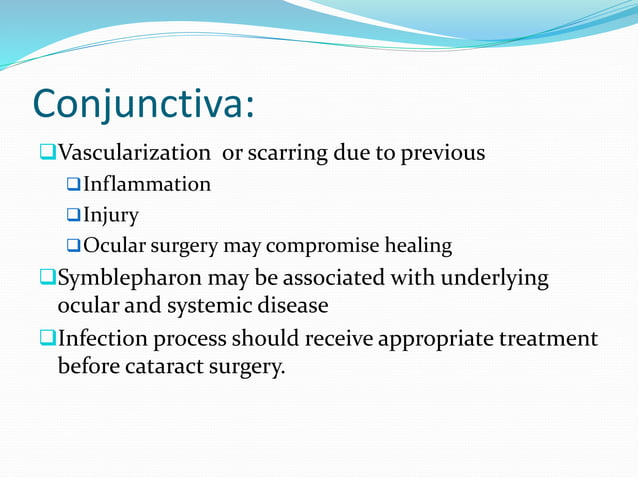 Conjunctiva:
Vascularization or scarring due to previous
Inflammation
Injury
Ocular surgery may compromise healing
Symblepharon may be associated with underlying
ocular and systemic disease
Infection process should receive appropriate treatment
before cataract surgery.